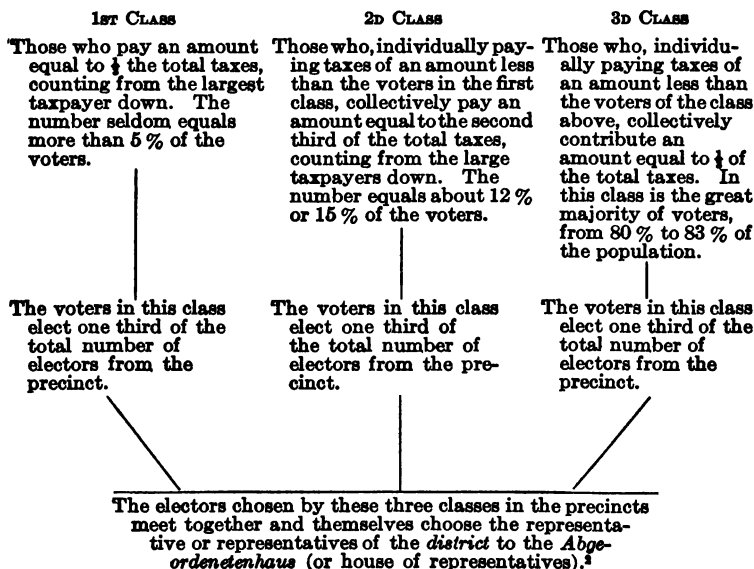 1ST CLASS
Those who pay an amount
equal to ⅓ the total taxes,
counting from the largest
taxpayer down. The
number seldom equals
more than 5 % of the
voters.
The voters in this class
elect one third of the
total number of
electors from the
precinct.
2D CLASS
Those who, individually pay-
ing taxes of an amount less
than the voters in the first
class, collectively pay an
amount equal to the second
third of the total taxes,
counting from the large
taxpayers down. The
number equals about 12 %
or 15 % of the voters.
The voters in this class
elect one third of
the total number of
electors from the pre-
cinct.
3D CLASS
Those who, individu-
ally paying taxes of
an amount less than
the voters of the class
above, collectively
contribute an
amount equal to ⅓ of
the total taxes. In
this class is the great
majority of voters,
from 80 % to 83 % of
the population.
The voters in this class
elect one third of the
total number of
electors from the
precinct.
The electors chosen by these three classes in the precincts
meet together and themselves choose the representa-
tive or representatives of the district to the Abge-
ordenetenhaus (or house of representatives).²